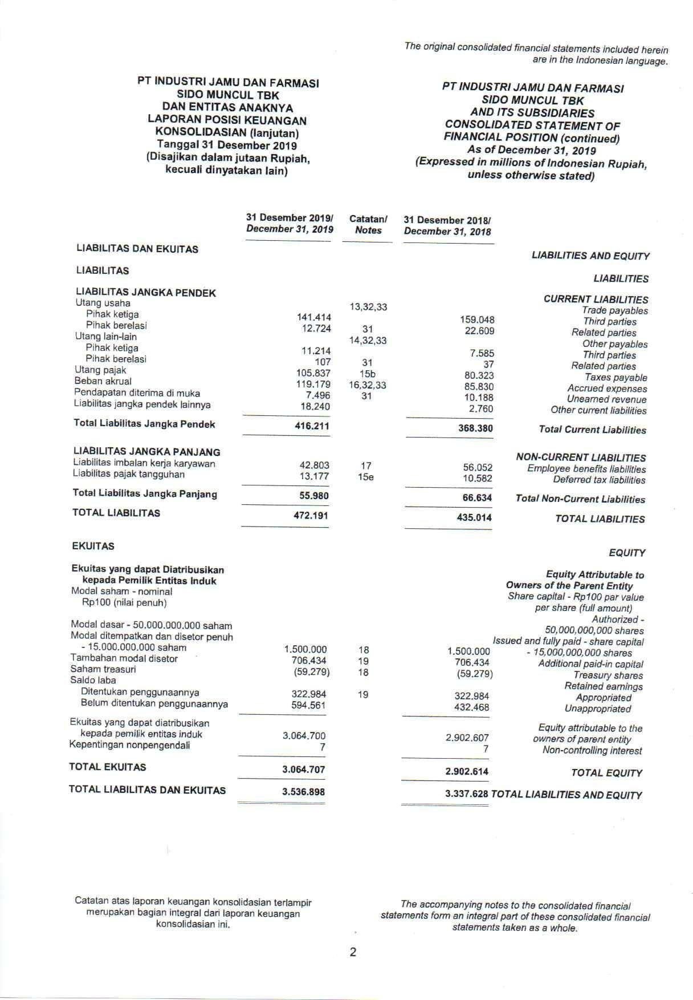 The original consolidated financial statements included herein
are in the Indonesian language.
PT INDUSTRI JAMU DAN FARMASI
SIDO MUNCUL TBK
DAN ENTITAS ANAKNYA
LAPORAN POSISI KEUANGAN
KONSOLIDASIAN (lanjutan)
Tanggal 31 Desember 2019
(Disajikan dalam jutaan Rupiah,
kecuali dinyatakan lain)
PT INDUSTRI JAMU DAN FARMASI
SIDO MUNCUL TBK
AND ITS SUBSIDIARIES
CONSOLIDATED STATEMENT OF
FINANCIAL POSITION (continued)
As of December 31, 2019
(Expressed in millions of Indonesian Rupiah,
unless otherwise stated)
31 Desember 2019/ Catatan/ 31 Desember 2018/
December 31, 2019 Notes December 31, 2018
LIABILITAS DAN EKUITAS LIABILITIES AND EQUITY
LIABILITAS LIABILITIES
LIABILITAS JANGKA PENDEK CURRENT LIABILITIES
Utang usaha 13,32,33 Trade payables
Pihak ketiga 141.414 159.048 Third parties
Pihak berelasi 12.724 31 22.609 Related parties
Utang lain-lain 14,32,33 Other payables
Pihak ketiga 11.214 7.585 Third parties
Pihak berelasi 107 31 37 Related parties
Utang pajak 105.837 15b 80.323 Taxes payable
Beban akrual 119.179 16,32,33 85.830 Accrued expenses
Pendapatan diterima di muka 7.496 31 10.188 Unearned revenue
Liabilitas jangka pendek lainnya 18.240 2.760 Other current liabilities
Total Liabilitas Jangka Pendek 416.211 368.380 Total Current Liabilities
LIABILITAS JANGKA PANJANG NON-CURRENT LIABILITIES
Liabilitas imbalan kerja karyawan 42.803 17 56.052 Employee benefits liabilities
Liabilitas pajak tangguhan 13.177 15e 10.582 Deferred tax liabilities
Total Liabilitas Jangka Panjang 55.980 66.634 Total Non-Current Liabilities
TOTAL LIABILITAS 472.191 435.014 TOTAL LIABILITIES
EKUITAS EQUITY
Ekuitas yang dapat Diatribusikan Equity Attributable to
kepada Pemilik Entitas Induk Owners of the Parent Entity
Modal saham - nominal Share capital - Rp100 par value
Rp100 (nilai penuh) per share (full amount)
Authorized -
Modal dasar - 50.000.000.000 saham 50,000,000,000 shares
Modal ditempatkan dan disetor penuh Issued and fully paid - share capital
- 15.000.000.000 saham 1.500.000 18 1.500.000 - 15,000,000,000 shares
Tambahan modal disetor 706.434 19 706.434 Additional paid-in capital
Saham treasuri (59.279) 18 (59.279) Treasury shares
Saldo laba Retained earnings
Ditentukan penggunaannya 322.984 19 322.984 Appropriated
Belum ditentukan penggunaannya 594.561 432.468 Unappropriated
Ekuitas yang dapat diatribusikan Equity attributable to the
kepada pemilik entitas induk 3.064.700 2.902.607 owners of parent entity
Kepentingan nonpengendali 7 7 Non-controlling interest
TOTAL EKUITAS 3.064.707 2.902.614 TOTAL EQUITY
TOTAL LIABILITAS DAN EKUITAS 3.536.898 3.337.628 TOTAL LIABILITIES AND EQUITY
Catatan atas laporan keuangan konsolidasian terlampir
merupakan bagian integral dari laporan keuangan
konsolidasian ini.
The accompanying notes to the consolidated financial
statements form an integral part of these consolidated financial
statements taken as a whole.
2